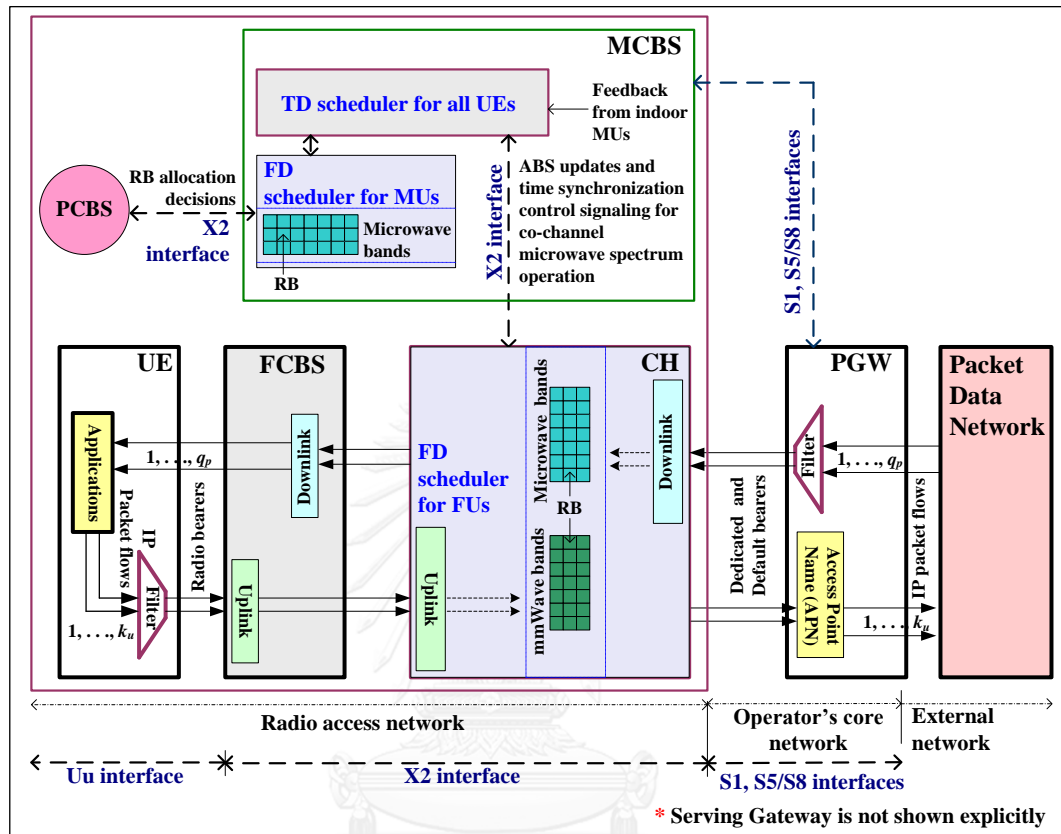 MCBS
TD scheduler for all UEs
Feedback
from indoor
MUs
FD
scheduler for MUs
Microwave
bands
RB
PCBS
RB allocation
decisions
X2
interface
X2 interface
ABS updates and
time synchronization
control signaling for
co-channel
microwave spectrum
operation
S1, S5/S8 interfaces
UE
Applications
Packet flows
IP
Filter
1, . . ., ku
Radio bearers
FCBS
Downlink
1, . . ., qp
Uplink
CH
FD
scheduler
for FUs
Uplink
Microwave bands
RB
mmWave bands
Downlink
Dedicated and
Default bearers
PGW
Filter
1, . . ., qp
Access Point
Name (APN)
IP packet flows
1, . . ., ku
Packet
Data
Network
Radio access network
Operator's core
network
External
network
Uu interface
X2 interface
S1, S5/S8 interfaces
* Serving Gateway is not shown explicitly